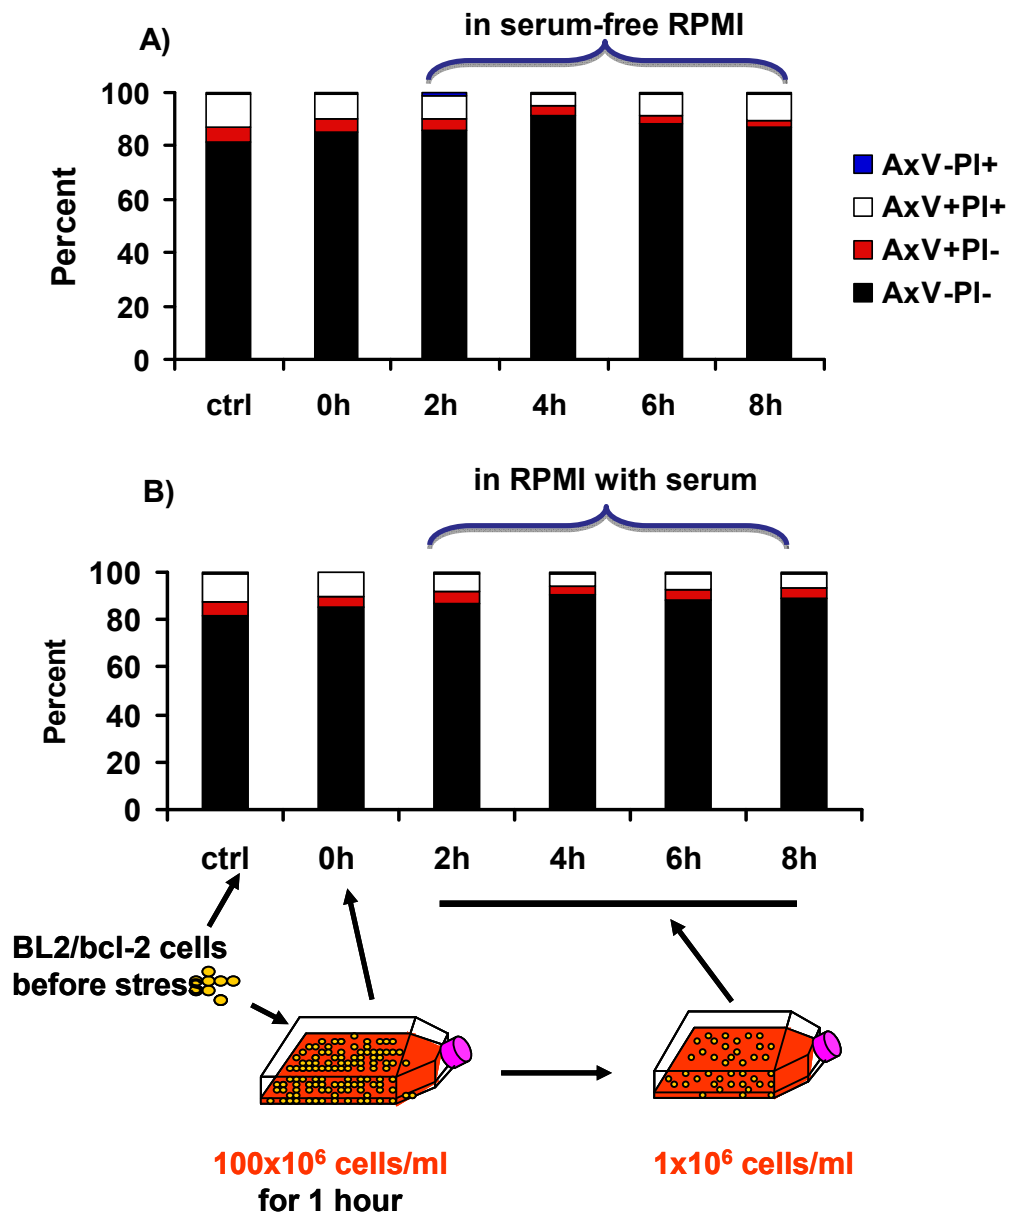 A)
in serum-free RPMI
100
80
60
40
20
0
Percent
ctrl 0h 2h 4h 6h 8h
AxV-PI+
AxV+PI+
AxV+PI-
AxV-PI-
B)
in RPMI with serum
100
80
60
40
20
0
Percent
ctrl 0h 2h 4h 6h 8h
BL2/bcl-2 cells
before stress
100x10⁶ cells/ml
for 1 hour
1x10⁶ cells/ml